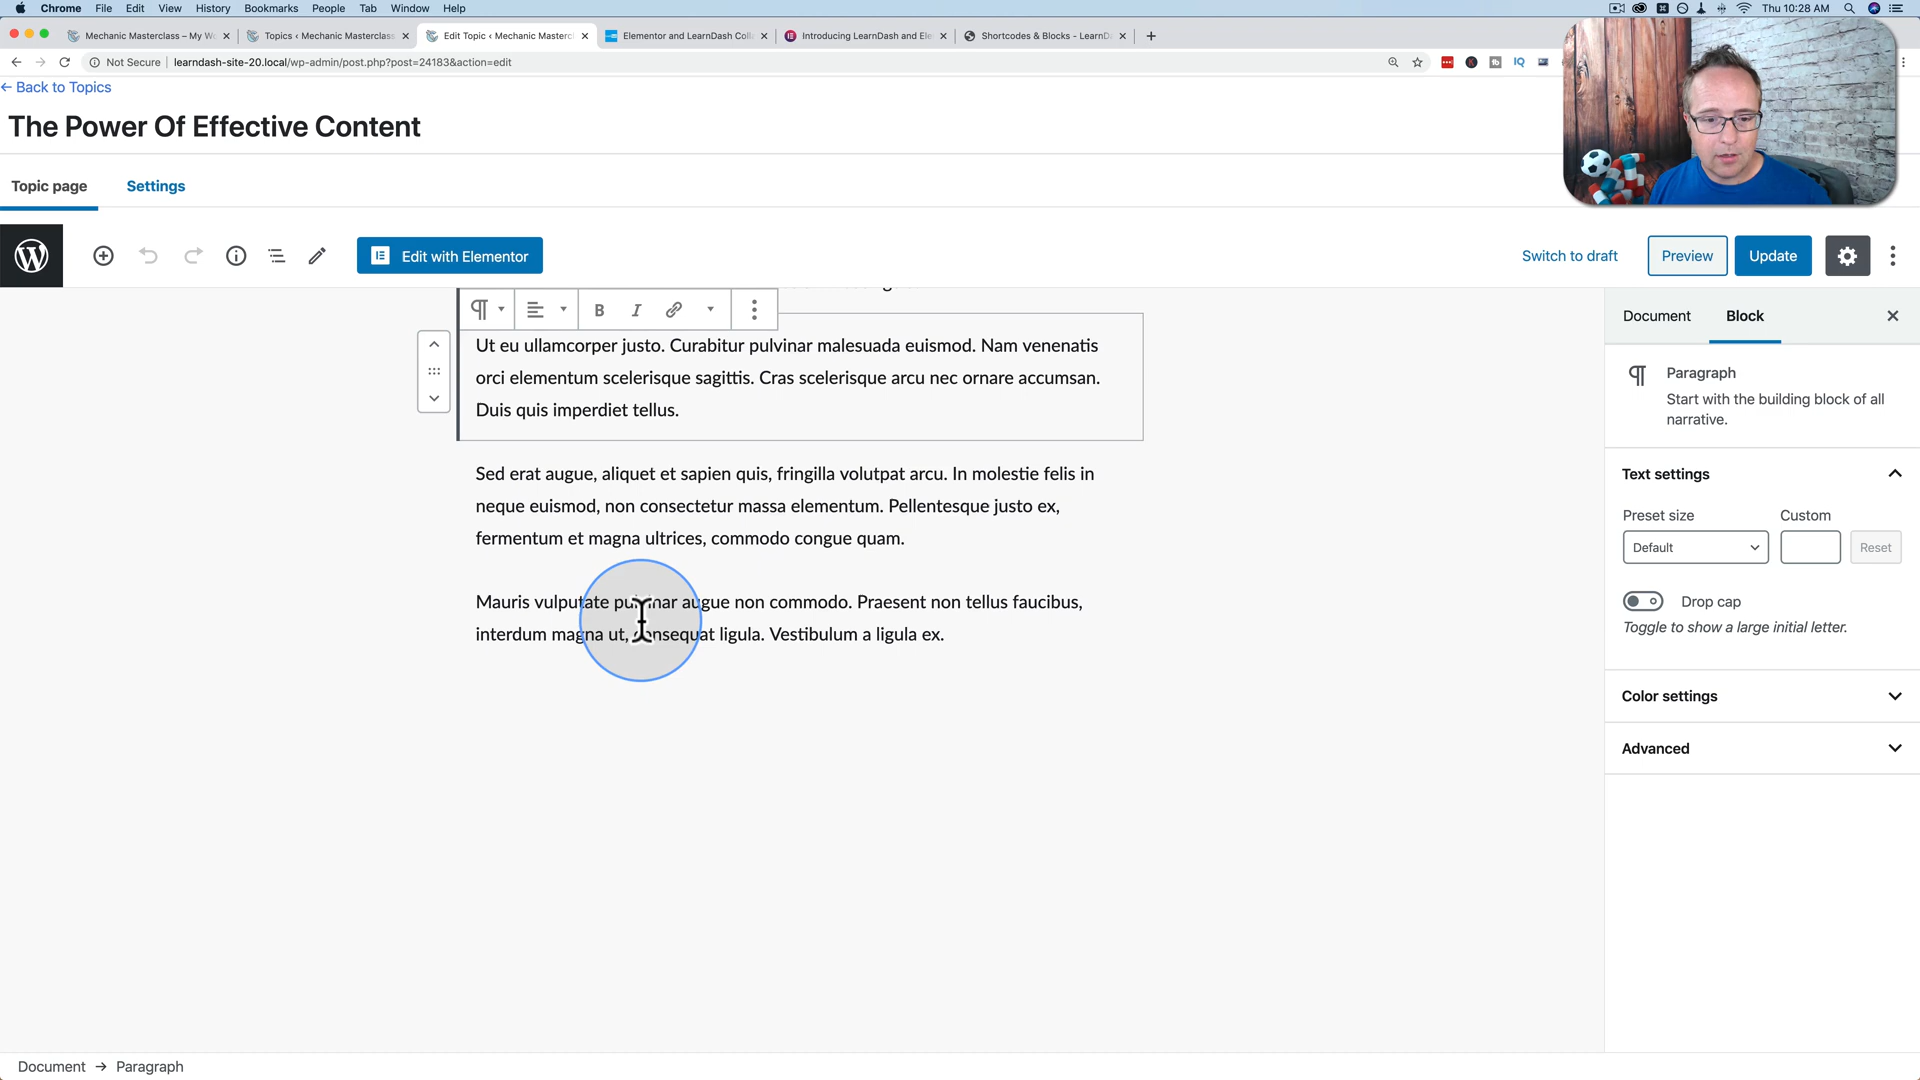 Chrome File Edit View History Bookmarks People Tab Window Help Thu 10:28 AM
Mechanic Masterclass – My Wo Topics ‹ Mechanic Masterclass Edit Topic ‹ Mechanic Masterc Elementor and LearnDash Coll Introducing LearnDash and Ele Shortcodes & Blocks - LearnD
Not Secure learndash-site-20.local/wp-admin/post.php?post=24183&action=edit
← Back to Topics
The Power Of Effective Content
Topic page Settings
Edit with Elementor Switch to draft Preview Update
B I
Document Block
Ut eu ullamcorper justo. Curabitur pulvinar malesuada euismod. Nam venenatis
orci elementum scelerisque sagittis. Cras scelerisque arcu nec ornare accumsan.
Duis quis imperdiet tellus.
Sed erat augue, aliquet et sapien quis, fringilla volutpat arcu. In molestie felis in
neque euismod, non consectetur massa elementum. Pellentesque justo ex,
fermentum et magna ultrices, commodo congue quam.
Mauris vulputate pulvinar augue non commodo. Praesent non tellus faucibus,
interdum magna ut, consequat ligula. Vestibulum a ligula ex.
Paragraph
Start with the building block of all
narrative.
Text settings
Preset size Custom
Default Reset
Drop cap
Toggle to show a large initial letter.
Color settings
Advanced
Document → Paragraph